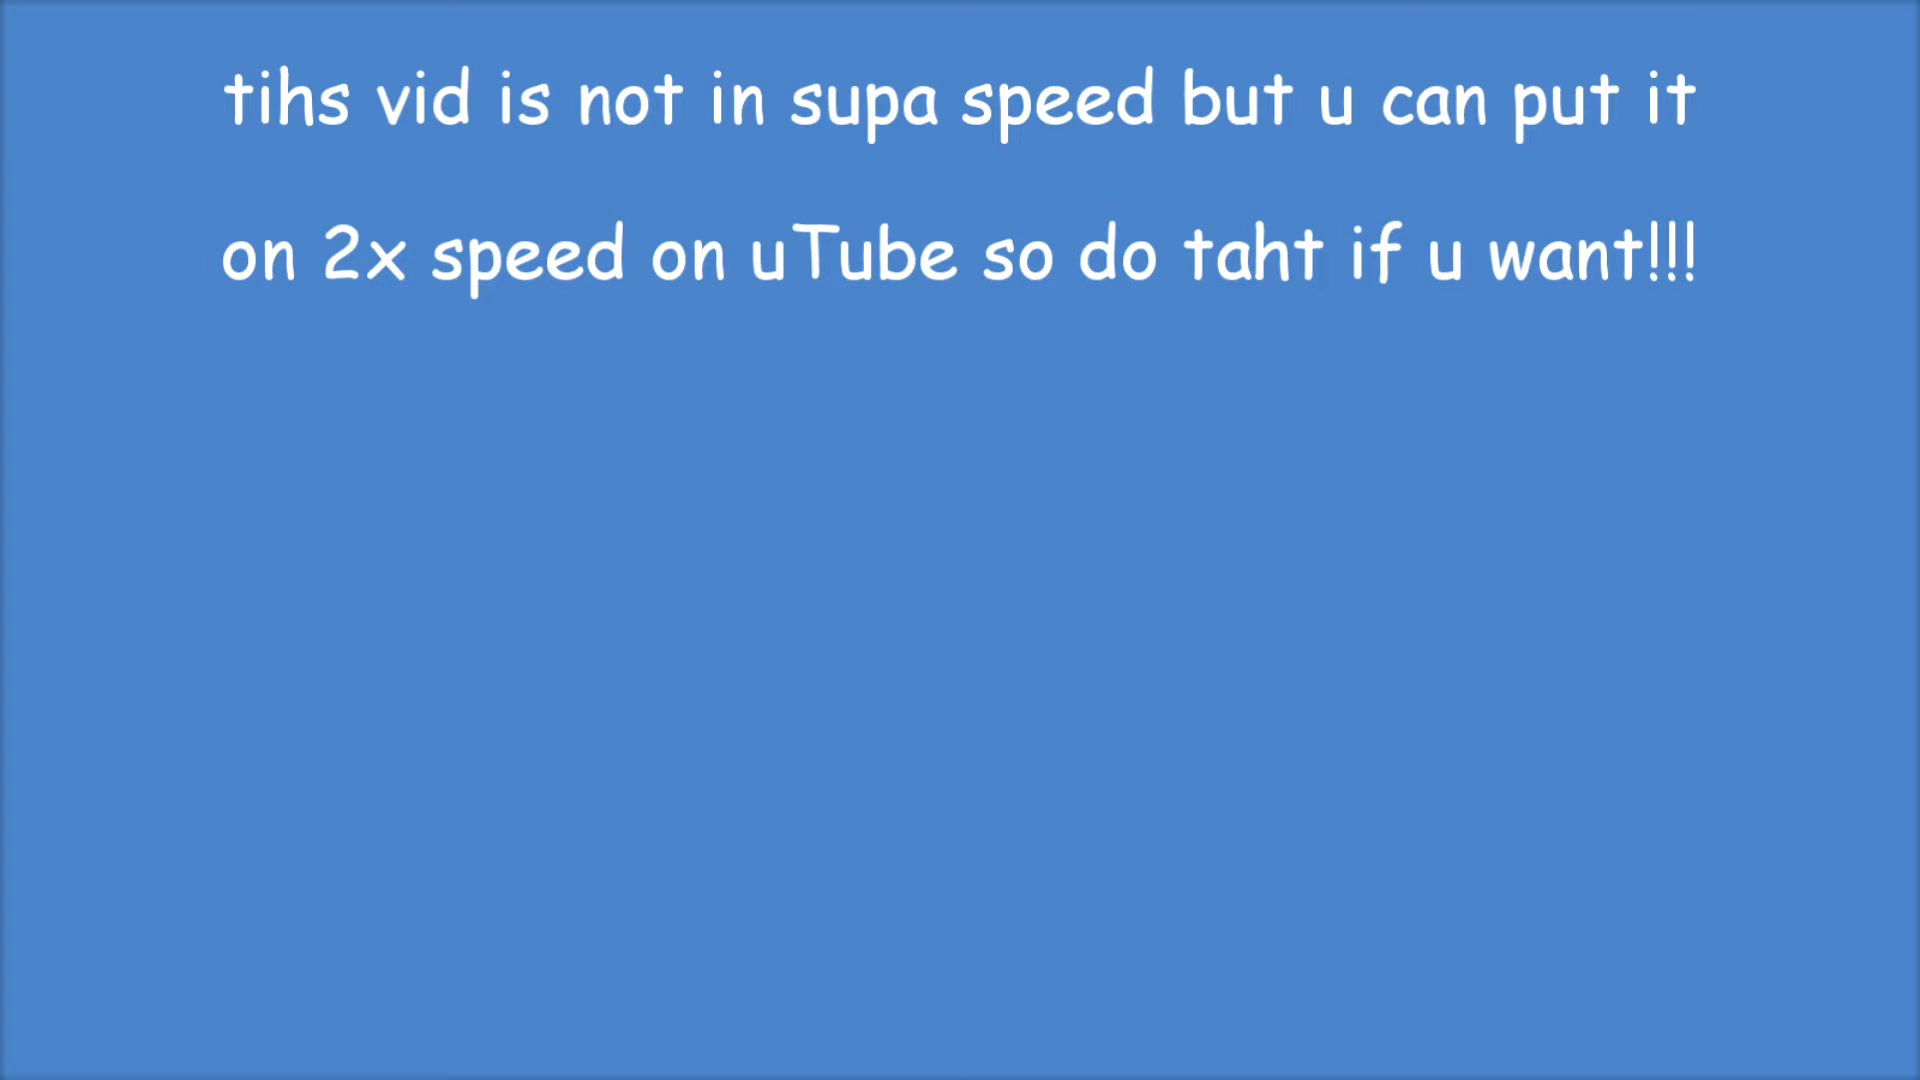 tihs vid is not in supa speed but u can put it
on 2x speed on uTube so do taht if u want!!!